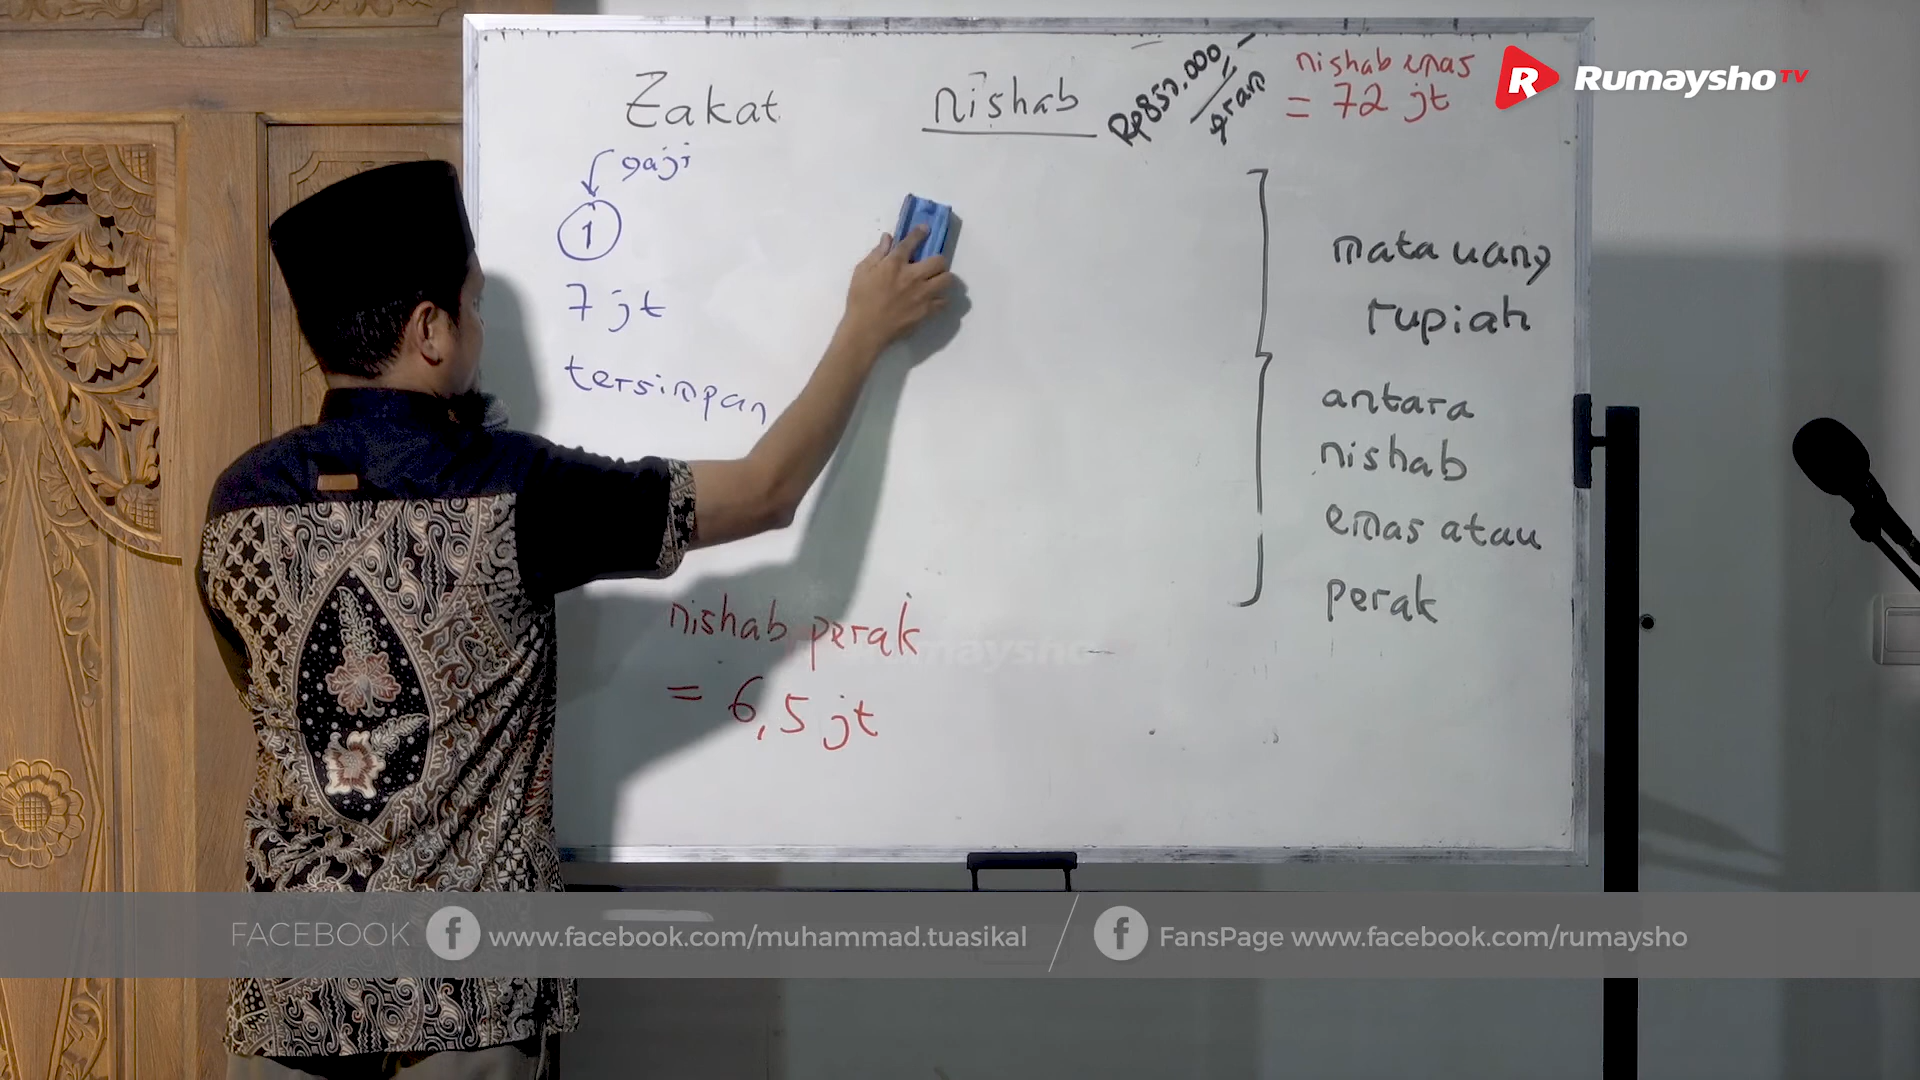 Zakat
nishab
Rp850.000,-/gram
nishab emas
= 72 jt
Rumaysho TV
gaji
1
7 jt
tersimpan
mata uang
rupiah
antara
nishab
emas atau
perak
nishab perak
= 6,5 jt
Rumaysho
FACEBOOK f www.facebook.com/muhammad.tuasikal / f FansPage www.facebook.com/rumaysho